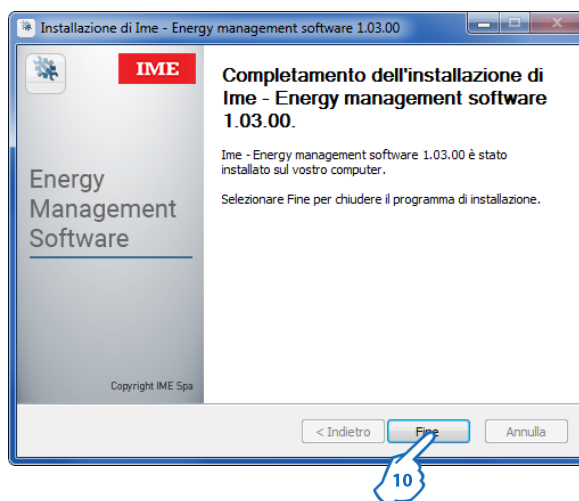 Installazione di Ime - Energy management software 1.03.00
IME
Completamento dell'installazione di
Ime - Energy management software
1.03.00.
Ime - Energy management software 1.03.00 è stato
installato sul vostro computer.
Selezionare Fine per chiudere il programma di installazione.
Energy
Management
Software
Copyright IME Spa
< Indietro
Fine
Annulla
10